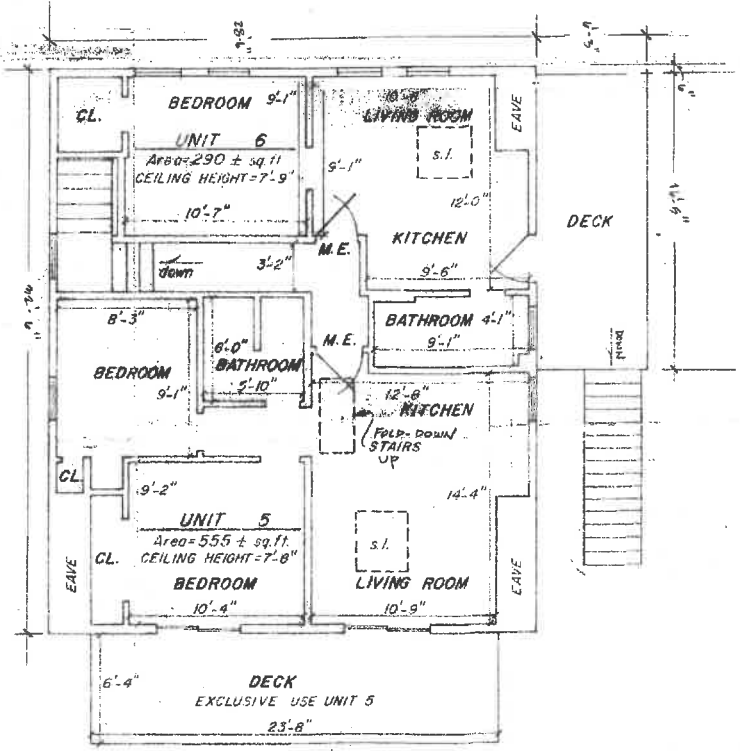 CL.
BEDROOM 9'-1"
UNIT 6
Area=290 ± sq.ft
CEILING HEIGHT=7'-9"
10'-7"
10'-8"
LIVING ROOM
s.l.
9'-1"
12'-0"
KITCHEN
9'-6"
EAVE
DECK
down
3'-2"
M.E.
down
8'-3"
BEDROOM
9'-1"
6'-0"
BATHROOM
5'-10"
M.E.
BATHROOM 4'-1"
9'-1"
12'-8"
KITCHEN
FOLD-DOWN
STAIRS
UP
CL.
9'-2"
UNIT 5
Area=555 ± sq.ft.
CEILING HEIGHT=7'-8"
BEDROOM
10'-4"
CL.
EAVE
14'-4"
s.l.
LIVING ROOM
10'-9"
EAVE
6'-4"
DECK
EXCLUSIVE USE UNIT 5
23'-8"